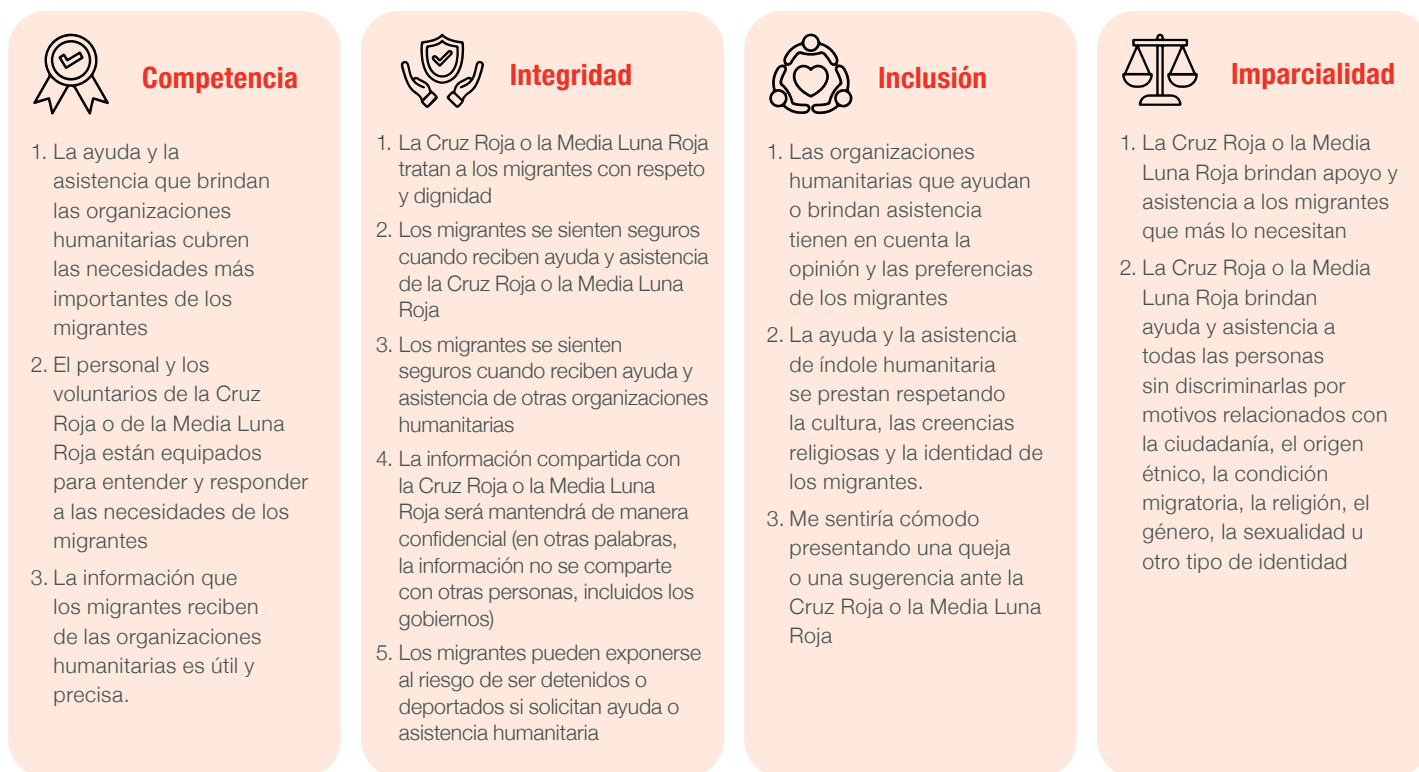 Competencia
1. La ayuda y la
asistencia que brindan
las organizaciones
humanitarias cubren
las necesidades más
importantes de los
migrantes
2. El personal y los
voluntarios de la Cruz
Roja o de la Media Luna
Roja están equipados
para entender y responder
a las necesidades de los
migrantes
3. La información que
los migrantes reciben
de las organizaciones
humanitarias es útil y
precisa.
Integridad
1. La Cruz Roja o la Media Luna Roja
tratan a los migrantes con respeto
y dignidad
2. Los migrantes se sienten seguros
cuando reciben ayuda y asistencia
de la Cruz Roja o la Media Luna
Roja
3. Los migrantes se sienten
seguros cuando reciben ayuda y
asistencia de otras organizaciones
humanitarias
4. La información compartida con
la Cruz Roja o la Media Luna
Roja será mantendrá de manera
confidencial (en otras palabras,
la información no se comparte
con otras personas, incluidos los
gobiernos)
5. Los migrantes pueden exponerse
al riesgo de ser detenidos o
deportados si solicitan ayuda o
asistencia humanitaria
Inclusión
1. Las organizaciones
humanitarias que ayudan
o brindan asistencia
tienen en cuenta la
opinión y las preferencias
de los migrantes
2. La ayuda y la asistencia
de índole humanitaria
se prestan respetando
la cultura, las creencias
religiosas y la identidad de
los migrantes.
3. Me sentiría cómodo
presentando una queja
o una sugerencia ante la
Cruz Roja o la Media Luna
Roja
Imparcialidad
1. La Cruz Roja o la Media
Luna Roja brindan apoyo y
asistencia a los migrantes
que más lo necesitan
2. La Cruz Roja o la Media
Luna Roja brindan
ayuda y asistencia a
todas las personas
sin discriminarlas por
motivos relacionados con
la ciudadanía, el origen
étnico, la condición
migratoria, la religión, el
género, la sexualidad u
otro tipo de identidad